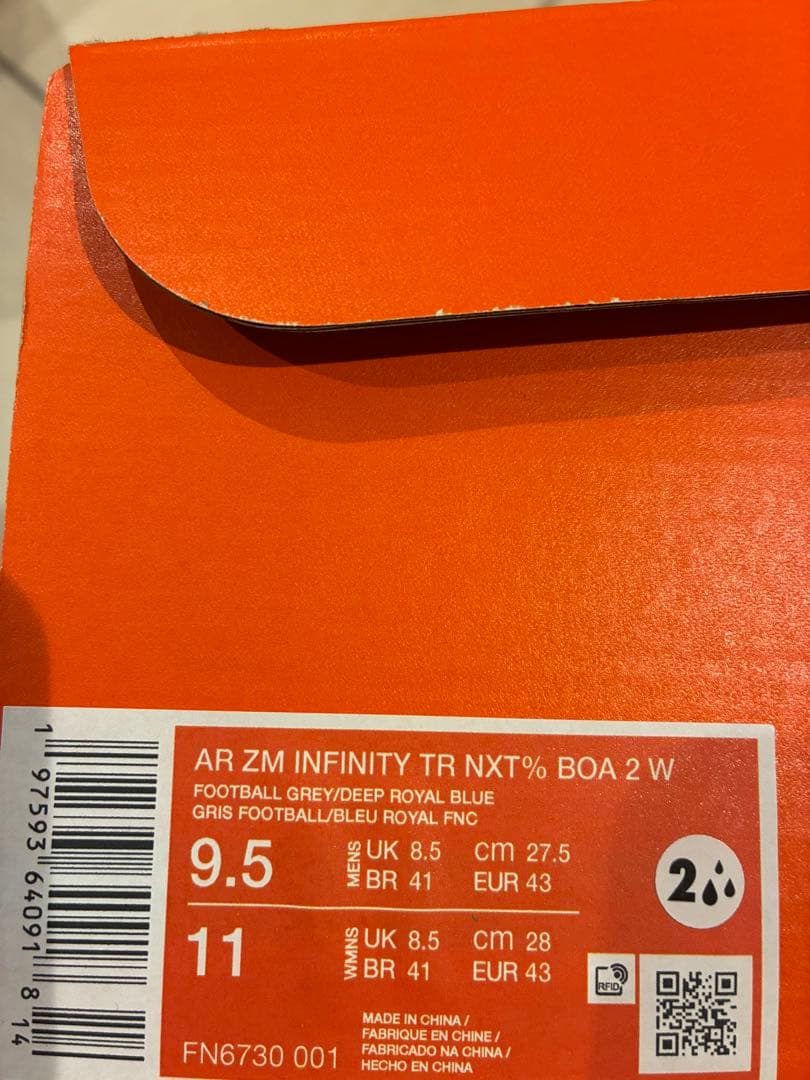 AR ZM INFINITY TR NXT% BOA 2 W
FOOTBALL GREY/DEEP ROYAL BLUE
GRIS FOOTBALL/BLEU ROYAL FNC
9.5 MENS UK 8.5 cm 27.5
BR 41 EUR 43
11 WMNS UK 8.5 cm 28
BR 41 EUR 43
2
RFID
FN6730 001
MADE IN CHINA /
FABRIQUE EN CHINE /
FABRICADO NA CHINA /
HECHO EN CHINA
1 97593 64091 8 14